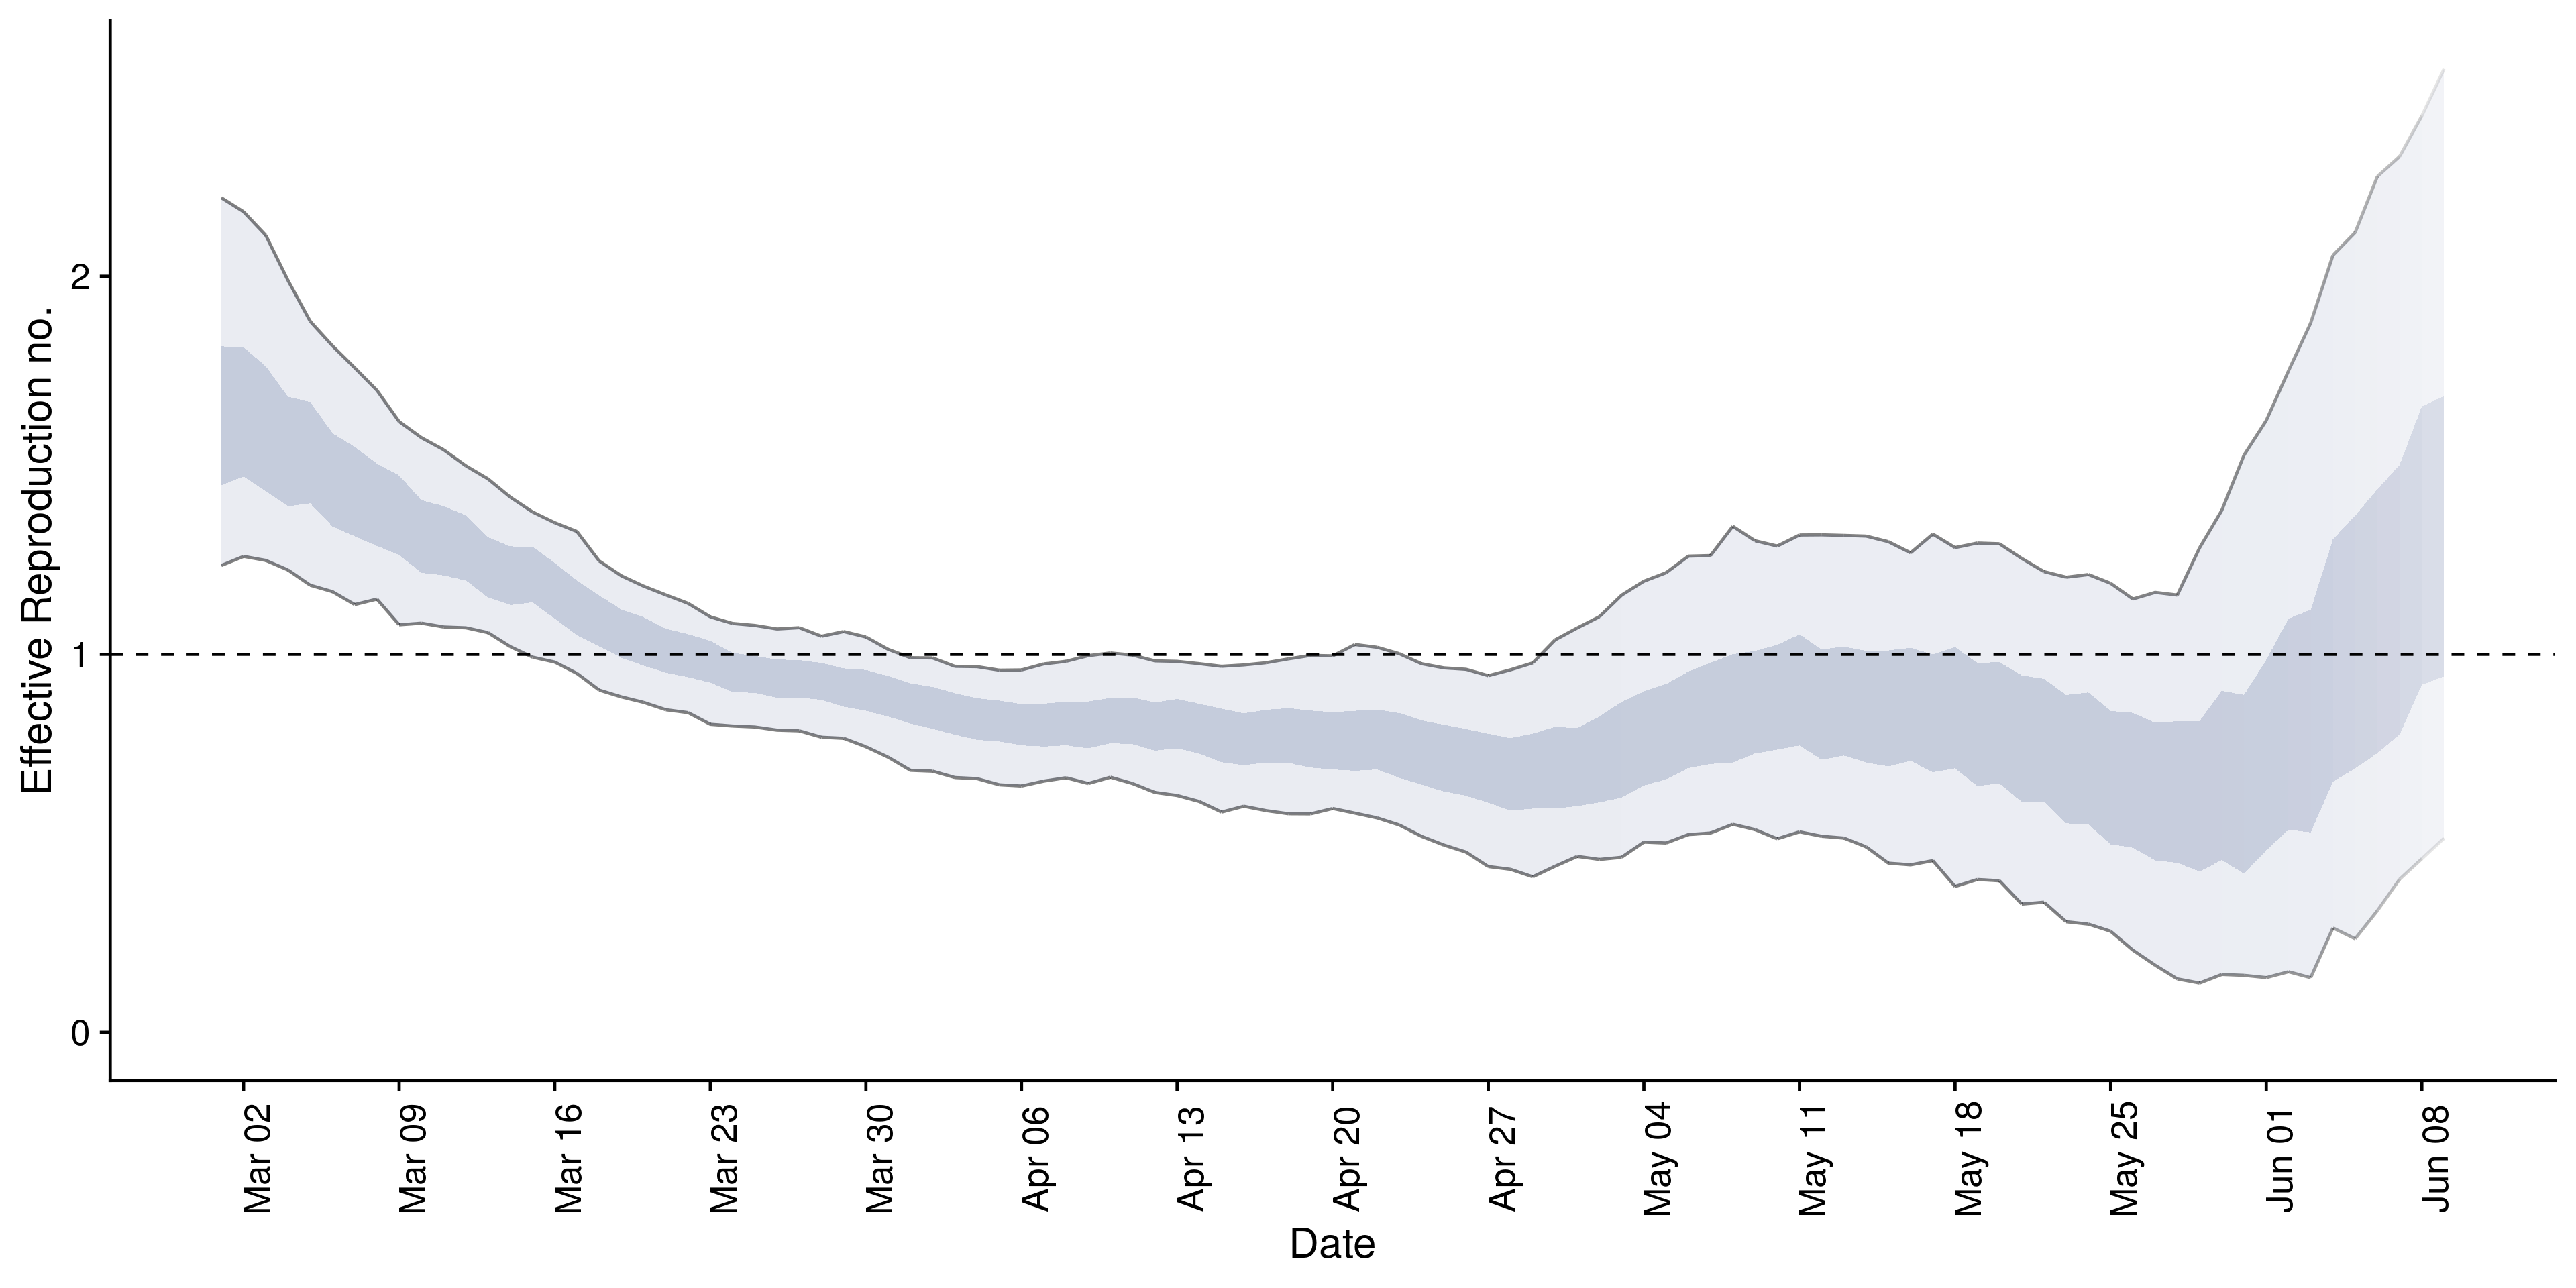 Effective Reproduction no.
2
1
0
Mar 02
Mar 09
Mar 16
Mar 23
Mar 30
Apr 06
Apr 13
Apr 20
Apr 27
May 04
May 11
May 18
May 25
Jun 01
Jun 08
Date